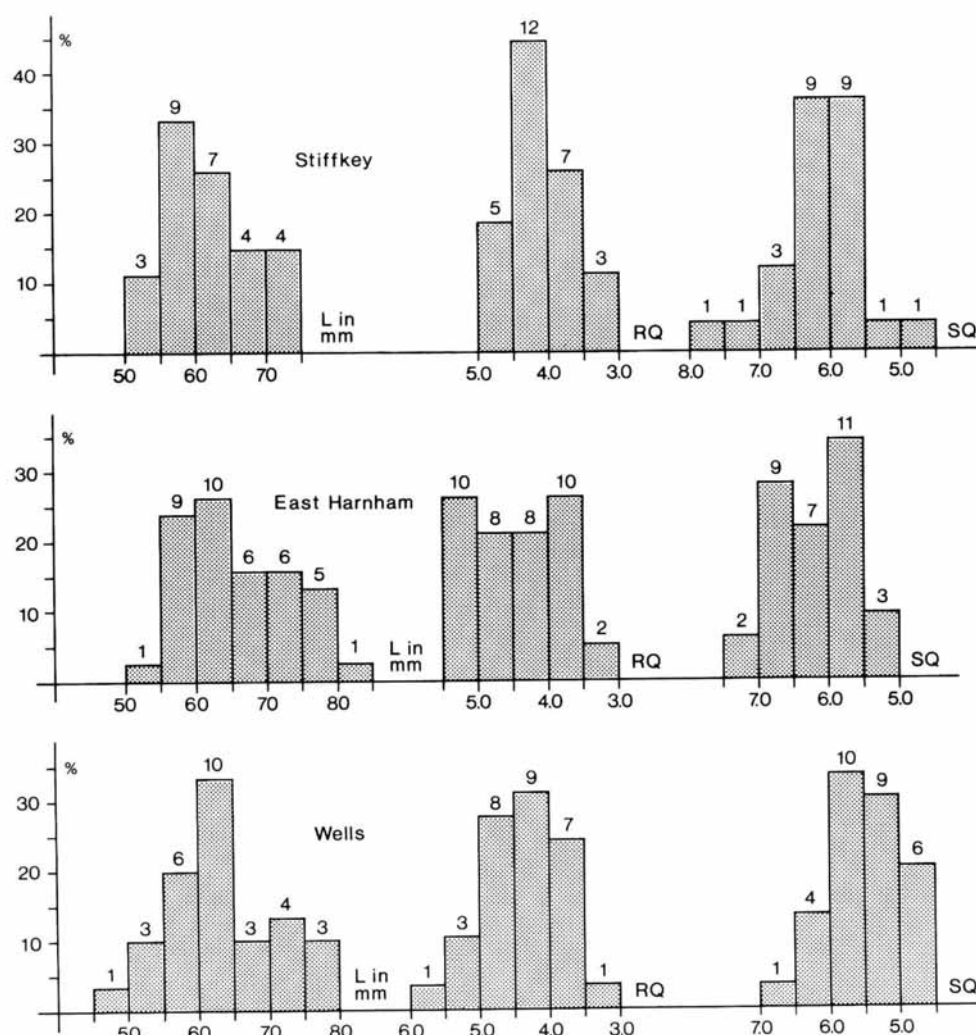 %
40
30
20
10
3 9 7 4 4
Stiffkey
L in
mm
50 60 70
5 12 7 3
RQ
5.0 4.0 3.0
1 1 3 9 9 1 1
SQ
8.0 7.0 6.0 5.0
%
30
20
10
1 9 10 6 6 5 1
East Harnham
L in
mm
50 60 70 80
10 8 8 10 2
RQ
5.0 4.0 3.0
2 9 7 11 3
SQ
7.0 6.0 5.0
%
30
20
10
1 3 6 10 3 4 3
Wells
L in
mm
50 60 70 80
1 3 8 9 7 1
RQ
6.0 5.0 4.0 3.0
1 4 10 9 6
SQ
7.0 6.0 5.0